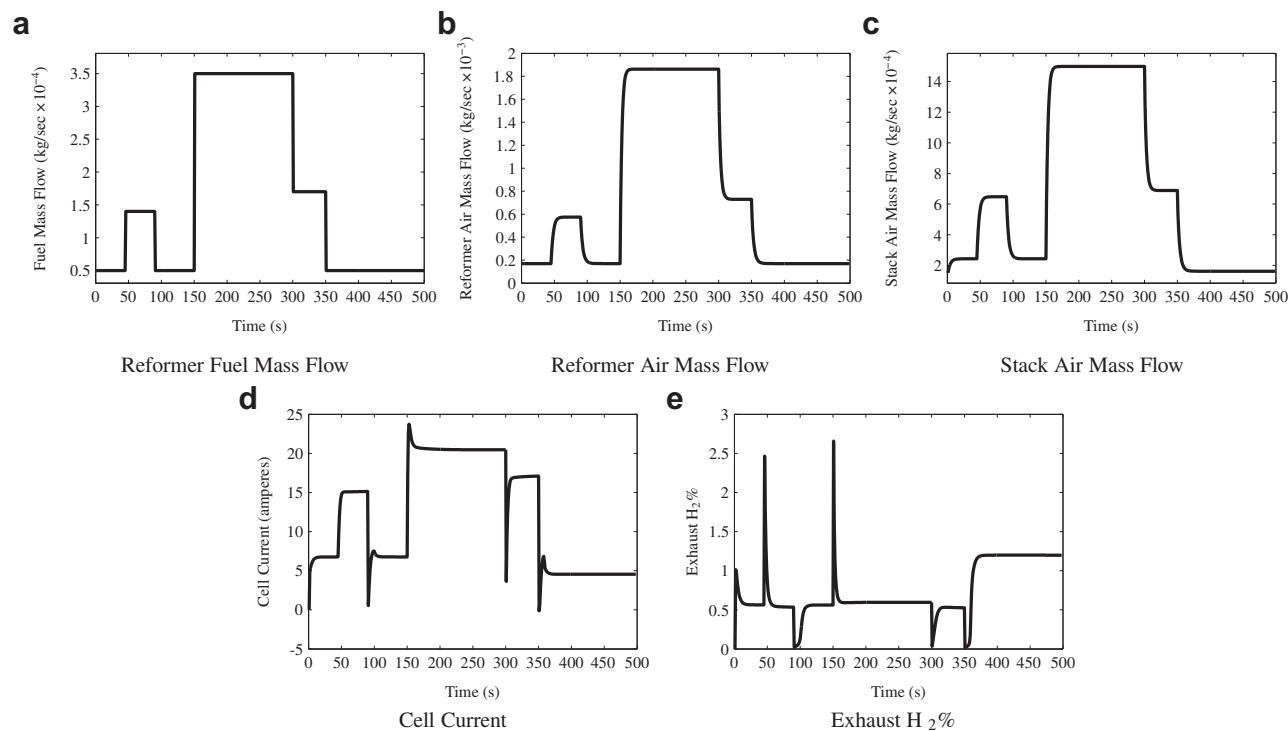 a
3.5
3
2.5
2
1.5
1
0.5
0 50 100 150 200 250 300 350 400 450 500
Fuel Mass Flow (kg/sec ×10⁻⁴)
Time (s)
Reformer Fuel Mass Flow
b
2
1.8
1.6
1.4
1.2
1
0.8
0.6
0.4
0.2
0
0 50 100 150 200 250 300 350 400 450 500
Reformer Air Mass Flow (kg/sec ×10⁻³)
Time (s)
Reformer Air Mass Flow
c
14
12
10
8
6
4
2
0 50 100 150 200 250 300 350 400 450 500
Stack Air Mass Flow (kg/sec ×10⁻⁴)
Time (s)
Stack Air Mass Flow
d
25
20
15
10
5
0
-5
0 50 100 150 200 250 300 350 400 450 500
Cell Current (amperes)
Time (s)
Cell Current
e
3
2.5
2
1.5
1
0.5
0
0 50 100 150 200 250 300 350 400 450 500
Exhaust H₂%
Time (s)
Exhaust H ₂%